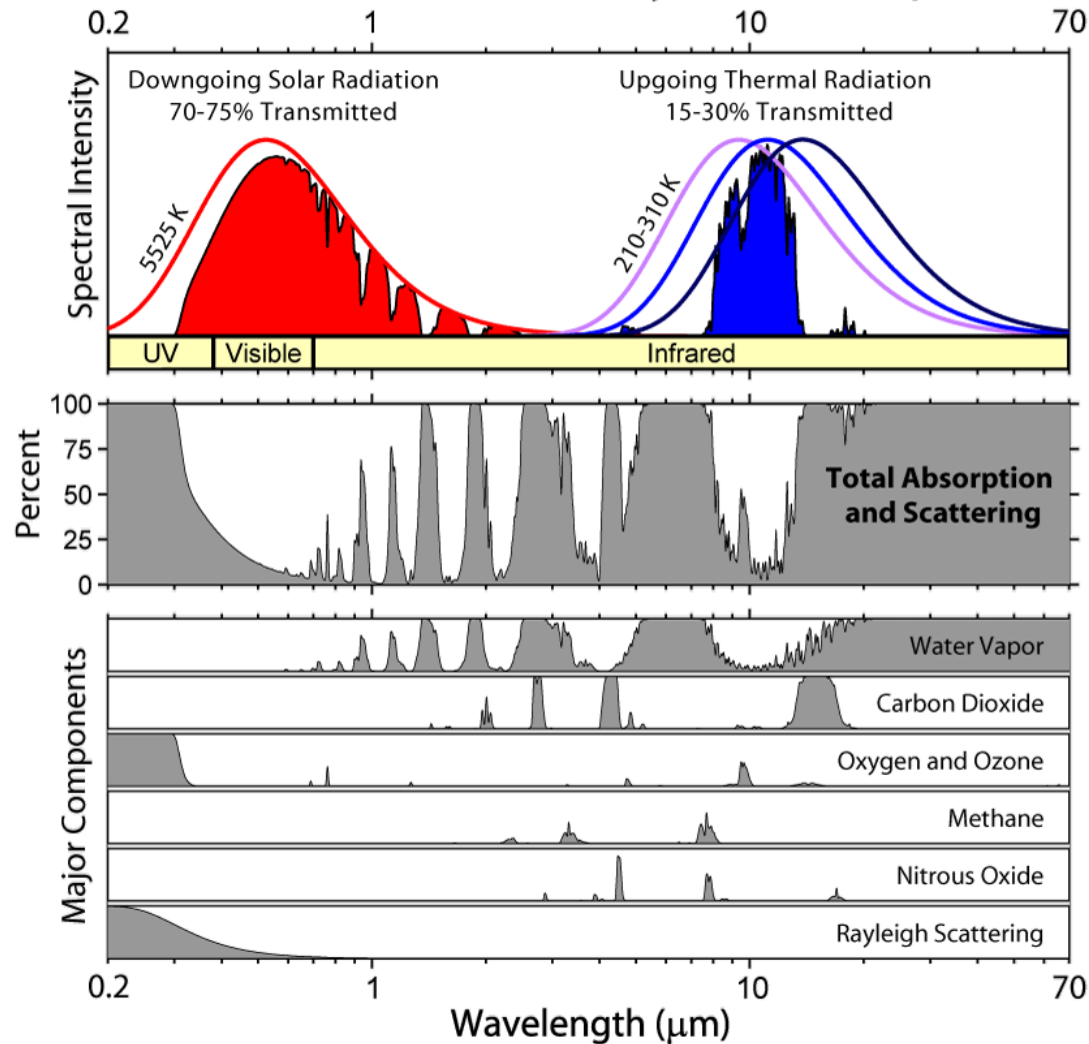 0.2 1 10 70
Downgoing Solar Radiation
70-75% Transmitted
Upgoing Thermal Radiation
15-30% Transmitted
Spectral Intensity
5525 K
210-310 K
UV Visible Infrared
Percent
100
75
50
25
0
Total Absorption
and Scattering
Major Components
Water Vapor
Carbon Dioxide
Oxygen and Ozone
Methane
Nitrous Oxide
Rayleigh Scattering
0.2 1 10 70
Wavelength (μm)